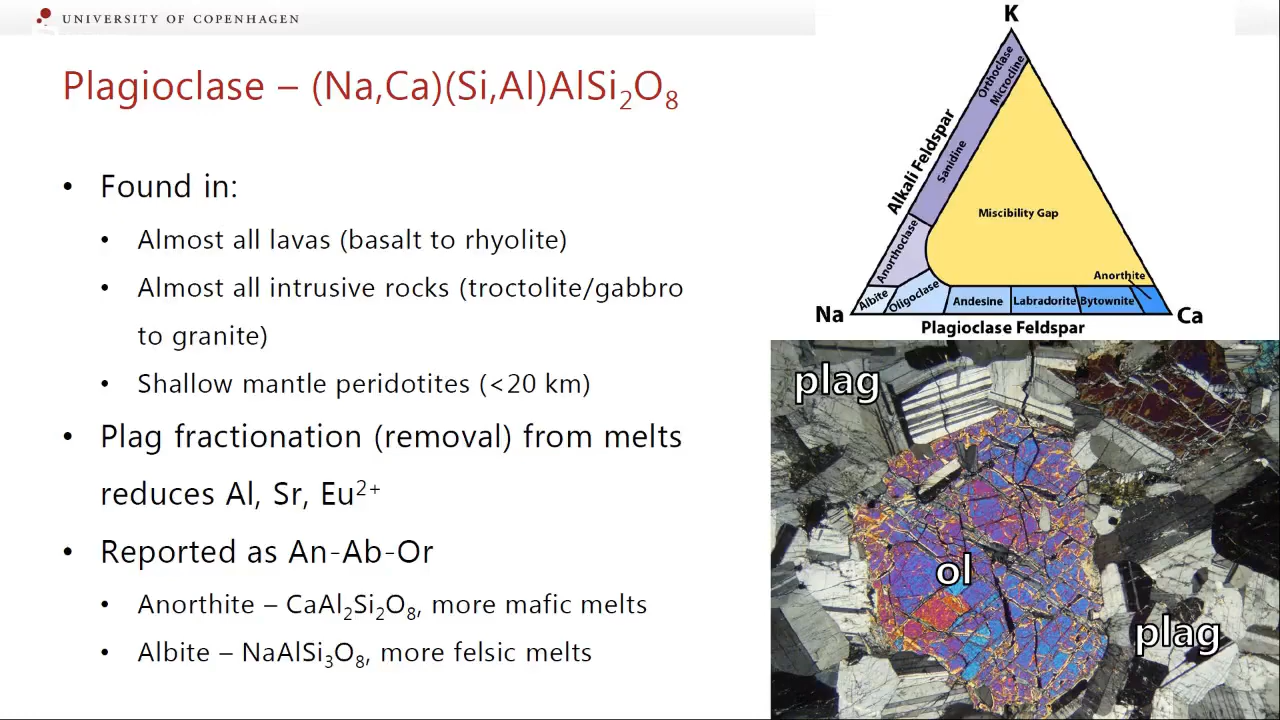 UNIVERSITY OF COPENHAGEN
Plagioclase – (Na,Ca)(Si,Al)AlSi₂O₈
• Found in:
• Almost all lavas (basalt to rhyolite)
• Almost all intrusive rocks (troctolite/gabbro
to granite)
• Shallow mantle peridotites (<20 km)
• Plag fractionation (removal) from melts
reduces Al, Sr, Eu²⁺
• Reported as An-Ab-Or
• Anorthite – CaAl₂Si₂O₈, more mafic melts
• Albite – NaAlSi₃O₈, more felsic melts
K
Orthoclase
Microcline
Alkali Feldspar
Sanidine
Miscibility Gap
Anorthoclase
Anorthite
Albite
Oligoclase
Andesine
Labradorite
Bytownite
Na
Ca
Plagioclase Feldspar
plag
ol
plag